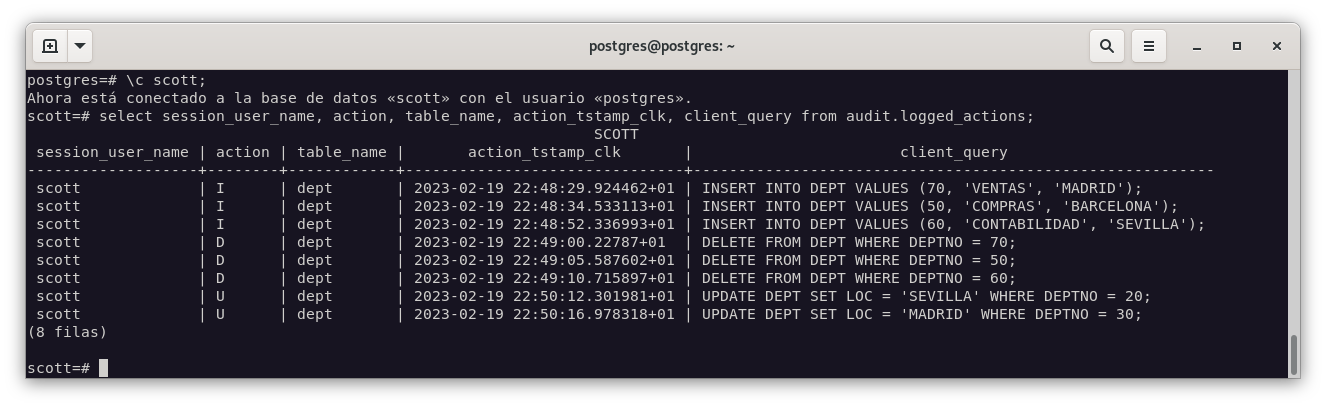 postgres@postgres: ~
postgres=# \c scott;
Ahora está conectado a la base de datos «scott» con el usuario «postgres».
scott=# select session_user_name, action, table_name, action_tstamp_clk, client_query from audit.logged_actions;
                                                               SCOTT
 session_user_name | action | table_name |       action_tstamp_clk       |                       client_query
-------------------+--------+------------+-------------------------------+----------------------------------------------------------
 scott             | I      | dept       | 2023-02-19 22:48:29.924462+01 | INSERT INTO DEPT VALUES (70, 'VENTAS', 'MADRID');
 scott             | I      | dept       | 2023-02-19 22:48:34.533113+01 | INSERT INTO DEPT VALUES (50, 'COMPRAS', 'BARCELONA');
 scott             | I      | dept       | 2023-02-19 22:48:52.336993+01 | INSERT INTO DEPT VALUES (60, 'CONTABILIDAD', 'SEVILLA');
 scott             | D      | dept       | 2023-02-19 22:49:00.22787+01  | DELETE FROM DEPT WHERE DEPTNO = 70;
 scott             | D      | dept       | 2023-02-19 22:49:05.587602+01 | DELETE FROM DEPT WHERE DEPTNO = 50;
 scott             | D      | dept       | 2023-02-19 22:49:10.715897+01 | DELETE FROM DEPT WHERE DEPTNO = 60;
 scott             | U      | dept       | 2023-02-19 22:50:12.301981+01 | UPDATE DEPT SET LOC = 'SEVILLA' WHERE DEPTNO = 20;
 scott             | U      | dept       | 2023-02-19 22:50:16.978318+01 | UPDATE DEPT SET LOC = 'MADRID' WHERE DEPTNO = 30;
(8 filas)
scott=#